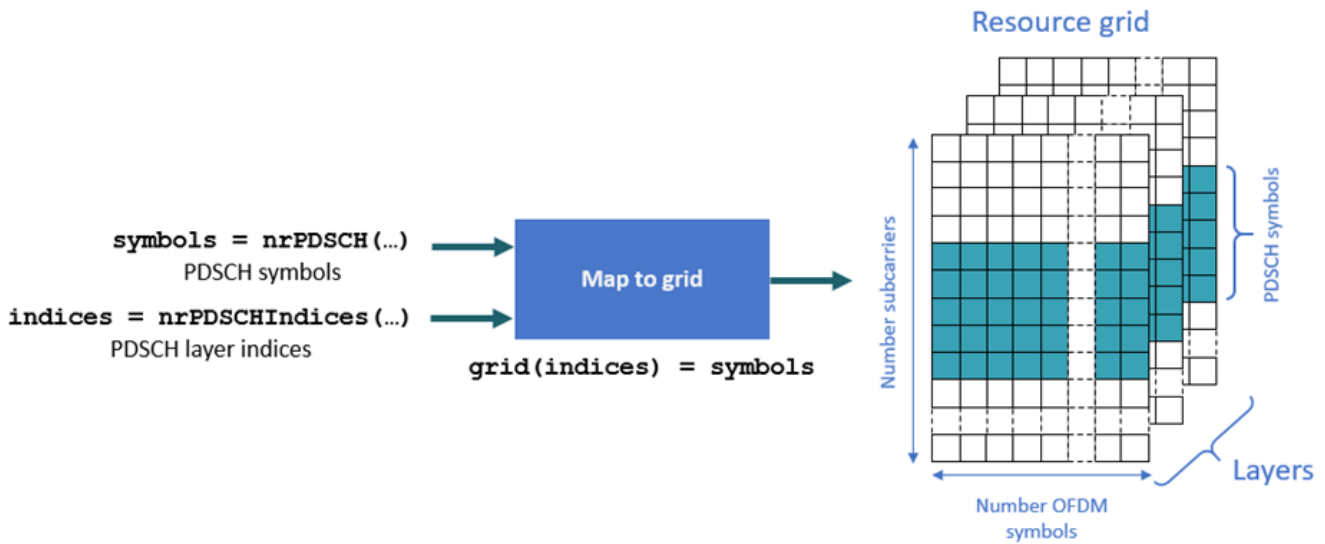 Resource grid
symbols = nrPDSCH(…)
PDSCH symbols
indices = nrPDSCHIndices(…)
PDSCH layer indices
Map to grid
grid(indices) = symbols
Number subcarriers
PDSCH symbols
Layers
Number OFDM
symbols